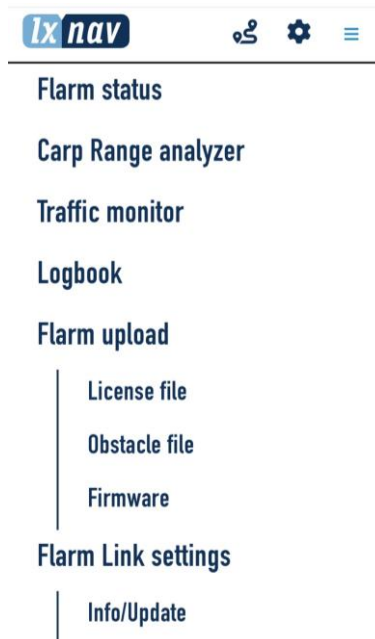 lx nav
Flarm status
Carp Range analyzer
Traffic monitor
Logbook
Flarm upload
License file
Obstacle file
Firmware
Flarm Link settings
Info/Update